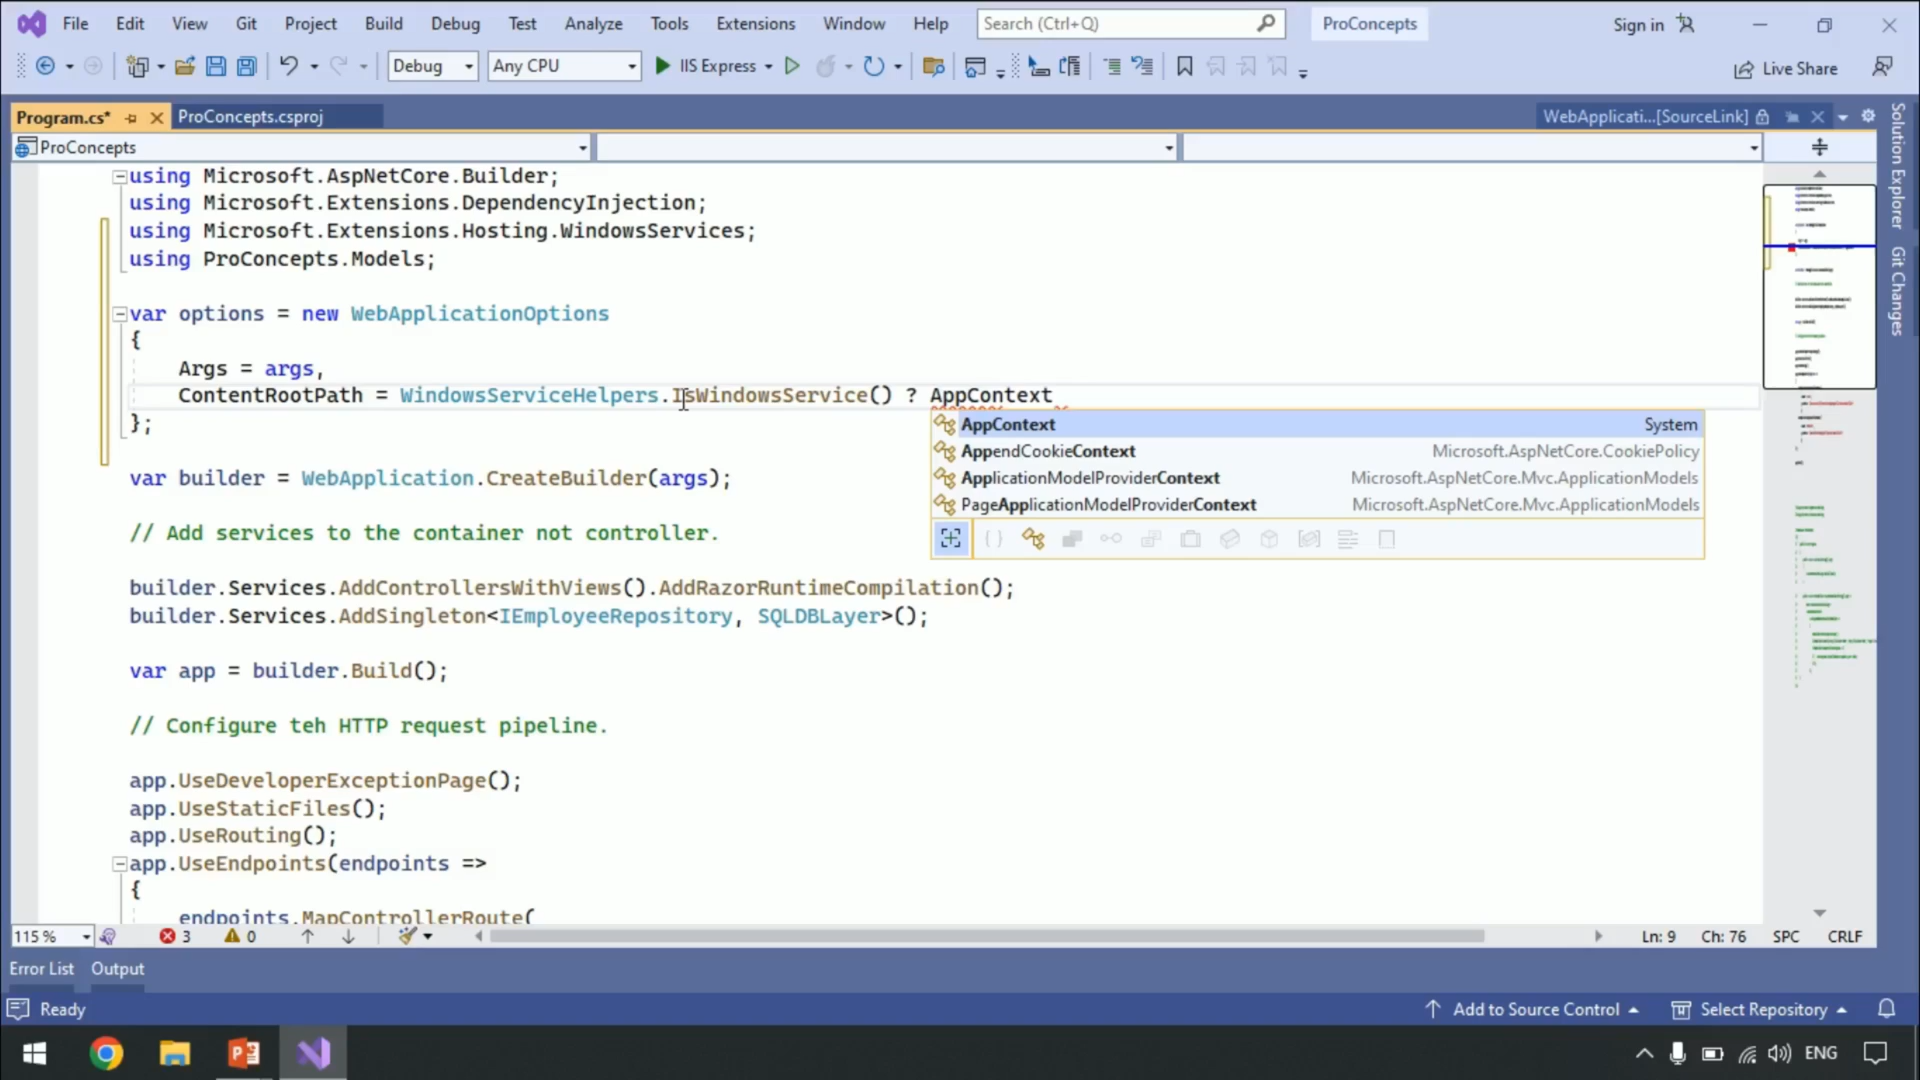 File Edit View Git Project Build Debug Test Analyze Tools Extensions Window Help Search (Ctrl+Q) ProConcepts Sign in
Debug Any CPU IIS Express Live Share
Program.cs* ProConcepts.csproj WebApplicati...[SourceLink]
ProConcepts
using Microsoft.AspNetCore.Builder;
using Microsoft.Extensions.DependencyInjection;
using Microsoft.Extensions.Hosting.WindowsServices;
using ProConcepts.Models;
var options = new WebApplicationOptions
{
Args = args,
ContentRootPath = WindowsServiceHelpers.IsWindowsService() ? AppContext
};
AppContext System
AppendCookieContext Microsoft.AspNetCore.CookiePolicy
ApplicationModelProviderContext Microsoft.AspNetCore.Mvc.ApplicationModels
PageApplicationModelProviderContext Microsoft.AspNetCore.Mvc.ApplicationModels
var builder = WebApplication.CreateBuilder(args);
// Add services to the container not controller.
builder.Services.AddControllersWithViews().AddRazorRuntimeCompilation();
builder.Services.AddSingleton<IEmployeeRepository, SQLDBLayer>();
var app = builder.Build();
// Configure teh HTTP request pipeline.
app.UseDeveloperExceptionPage();
app.UseStaticFiles();
app.UseRouting();
app.UseEndpoints(endpoints =>
{
endpoints.MapControllerRoute(
Solution Explorer
Git Changes
115 % 3 0 Ln: 9 Ch: 76 SPC CRLF
Error List Output
Ready Add to Source Control Select Repository
ENG